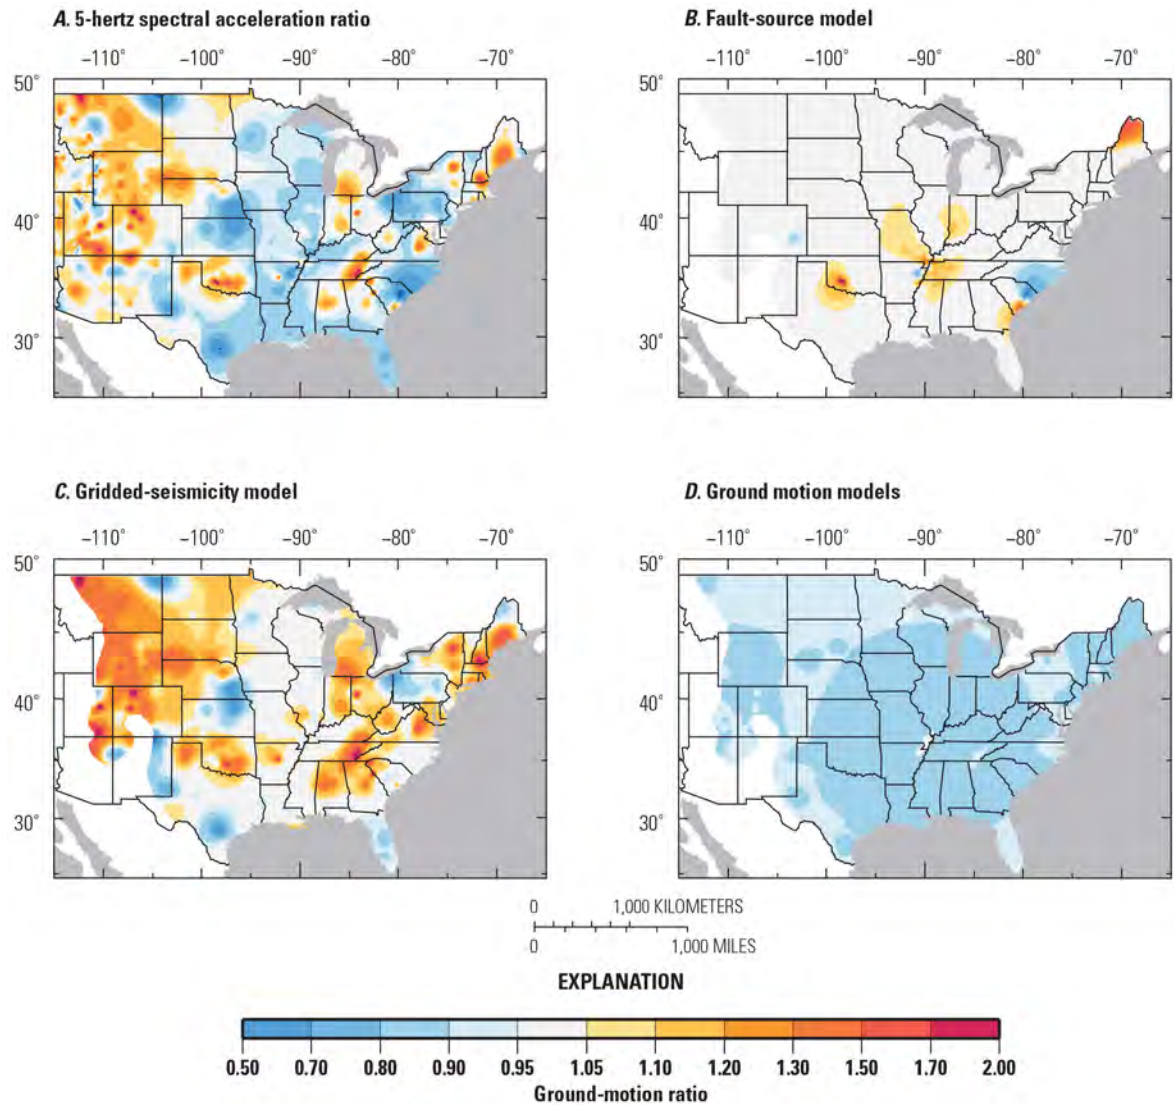 A. 5-hertz spectral acceleration ratio
−110° −100° −90° −80° −70°
50°
40°
30°
B. Fault-source model
−110° −100° −90° −80° −70°
50°
40°
30°
C. Gridded-seismicity model
−110° −100° −90° −80° −70°
50°
40°
30°
D. Ground motion models
−110° −100° −90° −80° −70°
50°
40°
30°
0 1,000 KILOMETERS
0 1,000 MILES
EXPLANATION
0.50 0.70 0.80 0.90 0.95 1.05 1.10 1.20 1.30 1.50 1.70 2.00
Ground-motion ratio